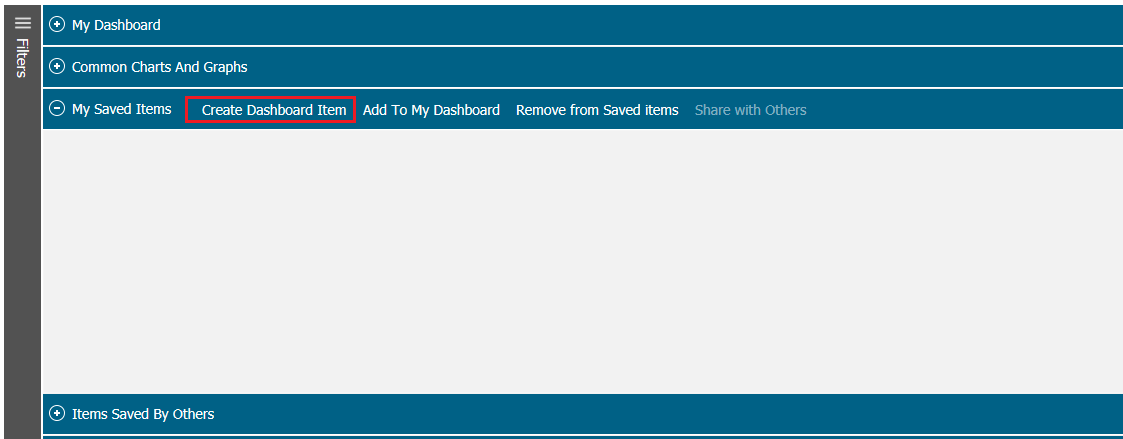 Filters
My Dashboard
Common Charts And Graphs
My Saved Items Create Dashboard Item Add To My Dashboard Remove from Saved items Share with Others
Items Saved By Others